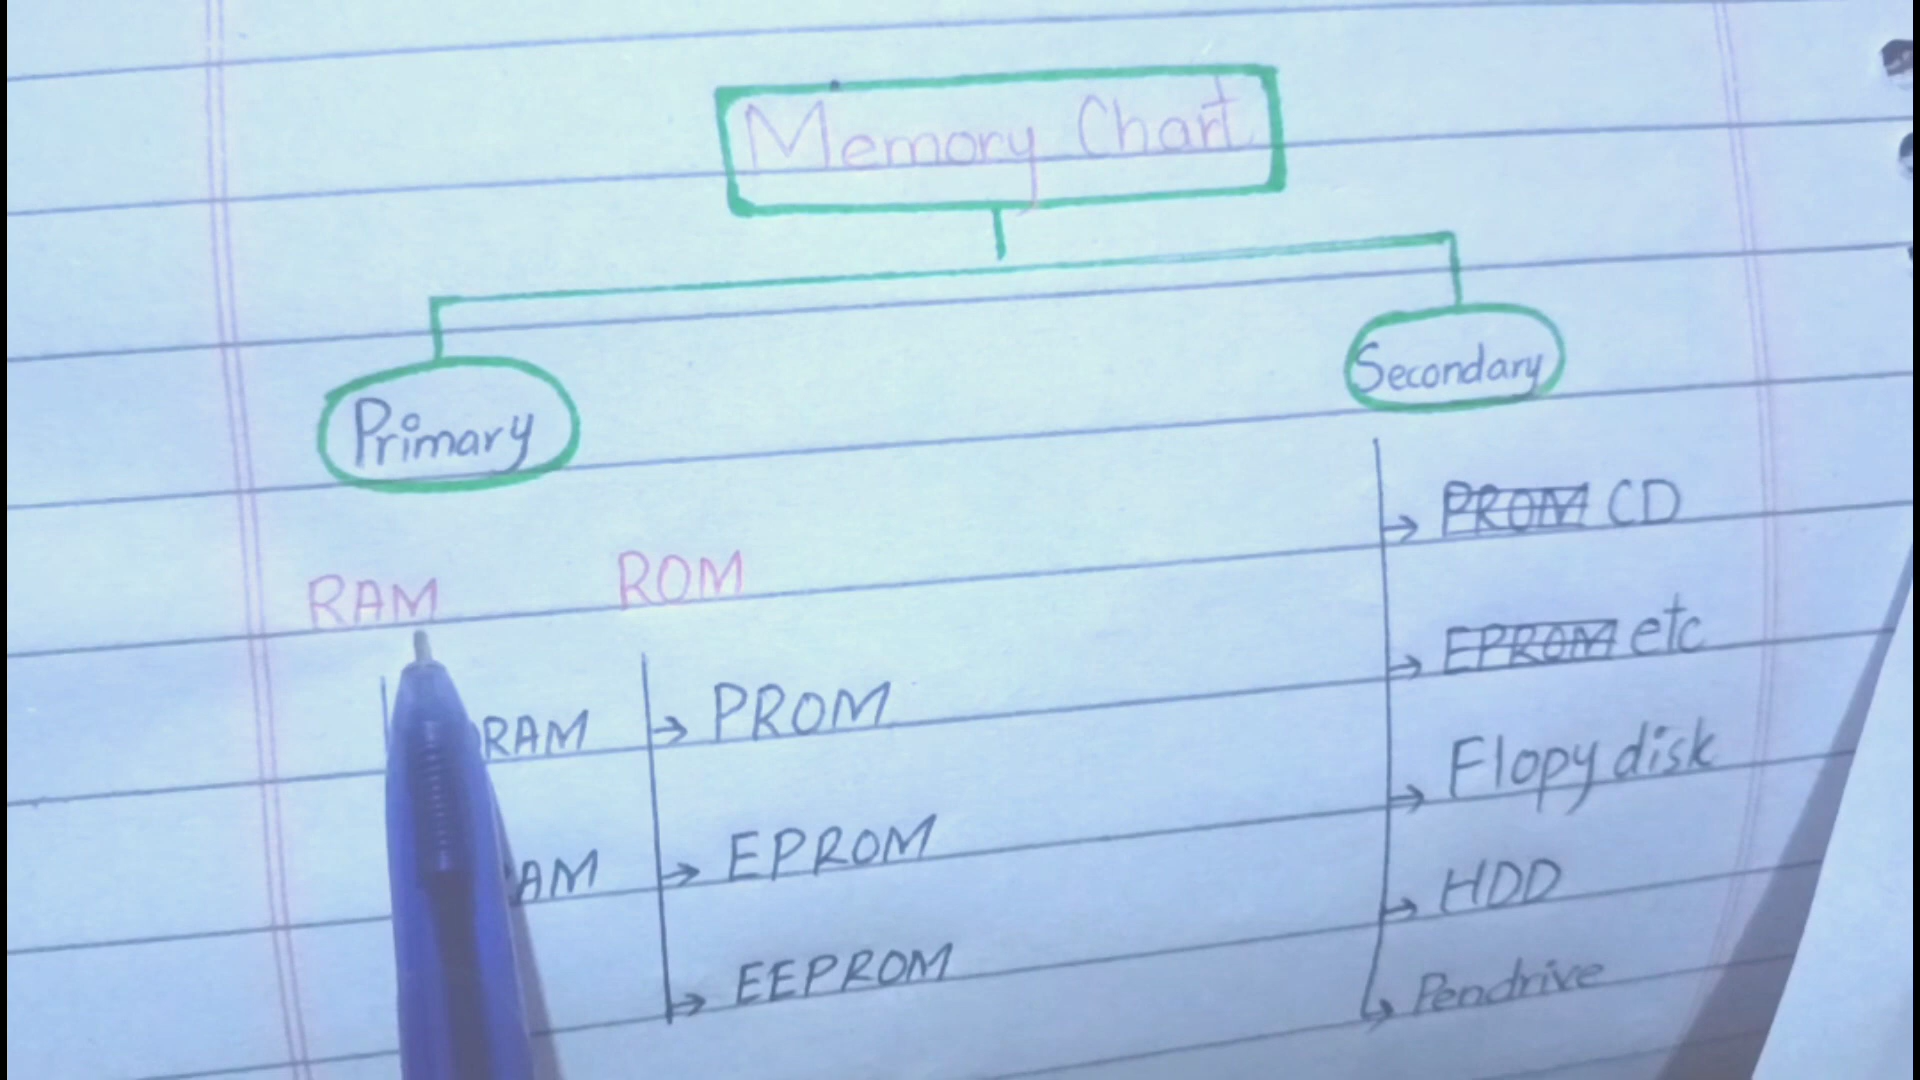 Memory Chart
Primary
Secondary
RAM ROM
PROM CD
EPROM etc
RAM
PROM
Flopy disk
AM
EPROM
HDD
EEPROM
Pendrive